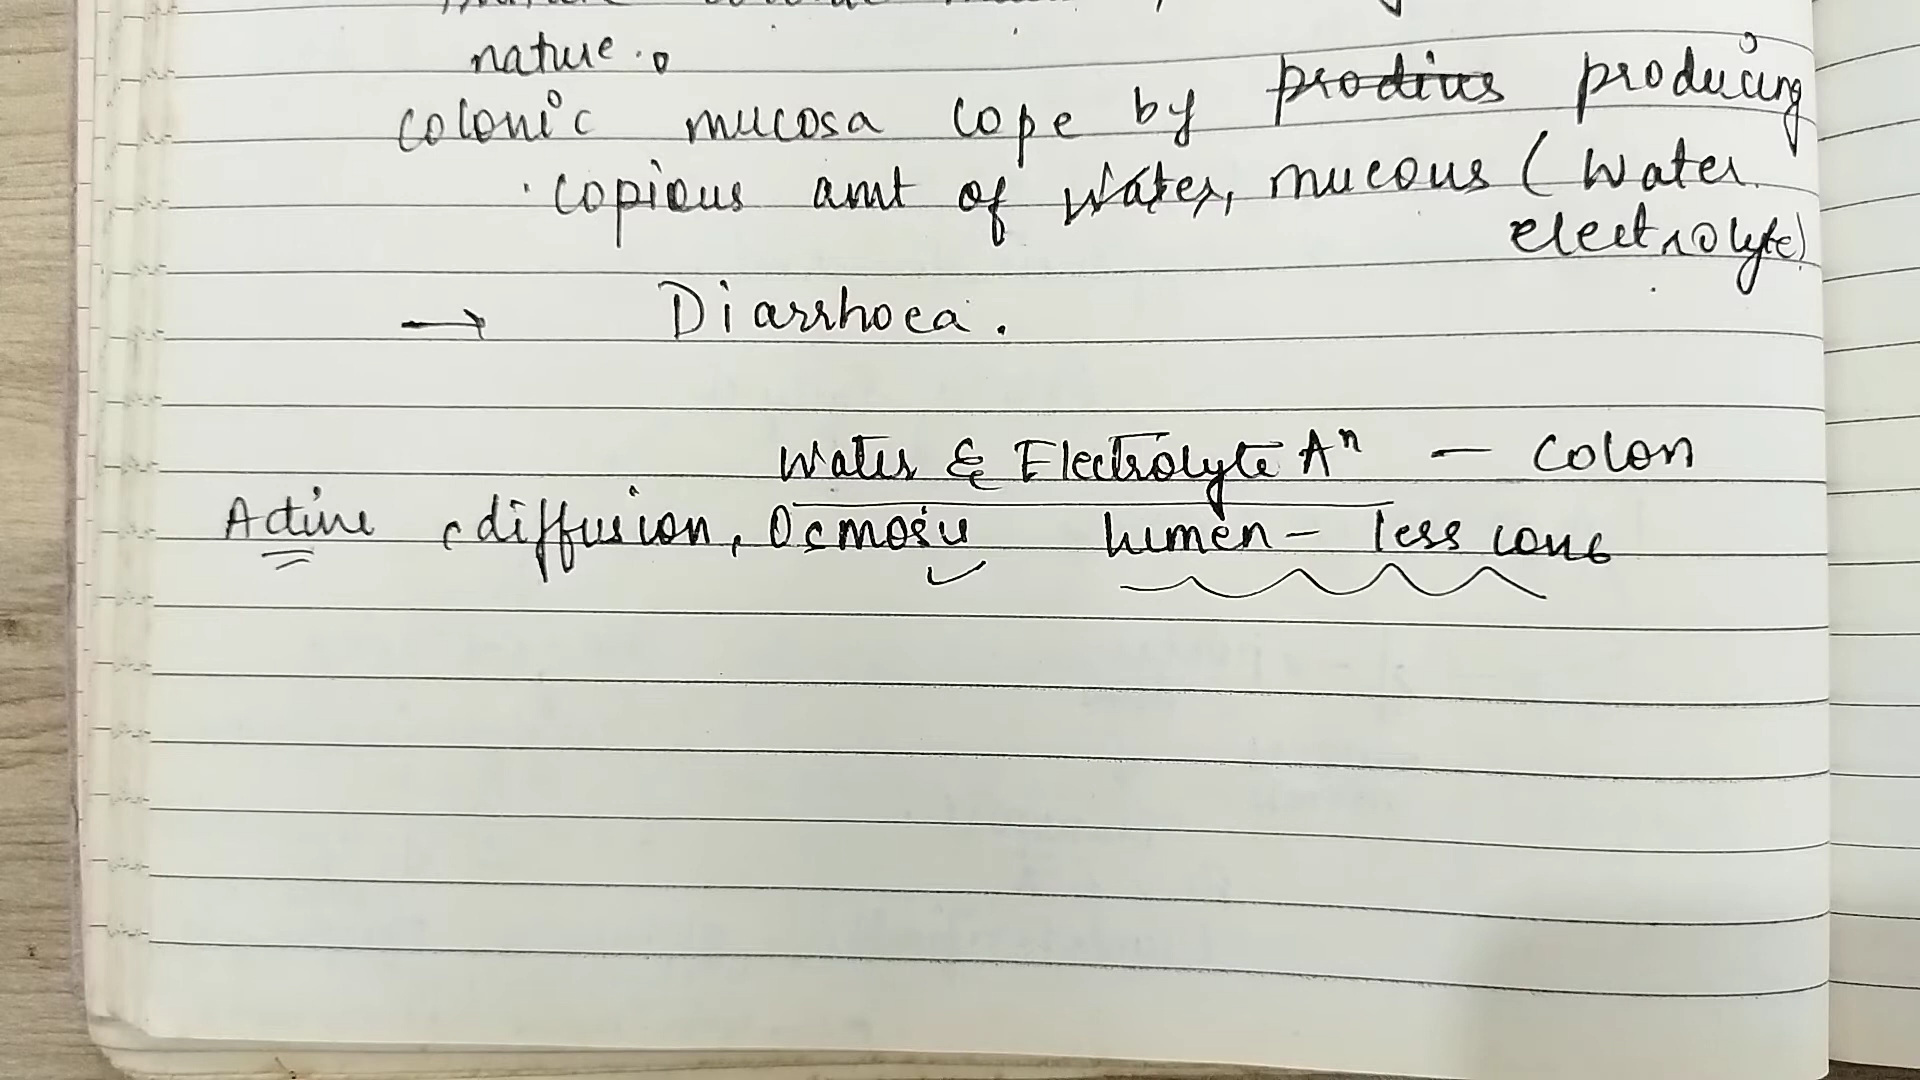 nature.
colonic mucosa cope by prodius producing
copious amt of water, mucous (water
electrolyte)
→ Diarrhoea.
Water & Electrolyte Aⁿ — Colon
Active diffusion, Osmosis lumen – less conc